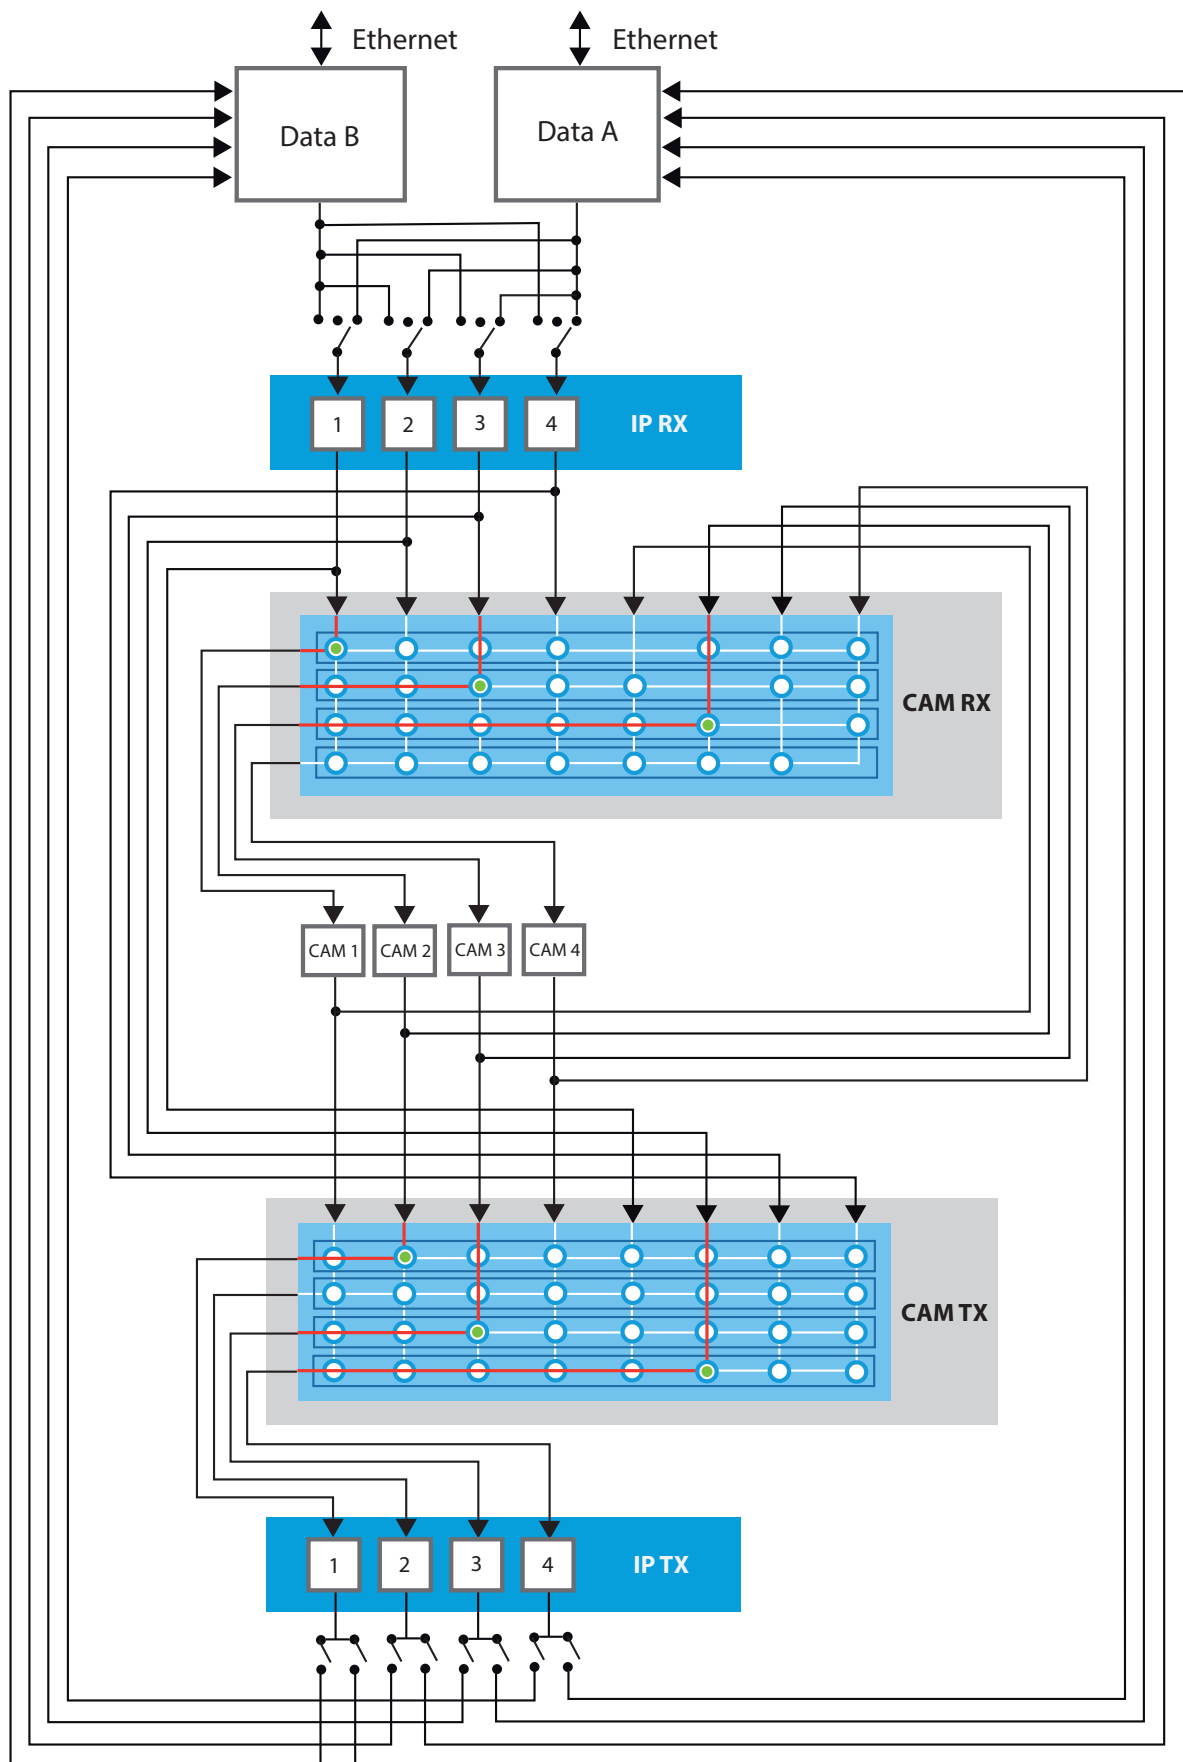 Ethernet
Ethernet
Data B
Data A
1
2
3
4
IP RX
CAM RX
CAM 1
CAM 2
CAM 3
CAM 4
CAM TX
1
2
3
4
IP TX